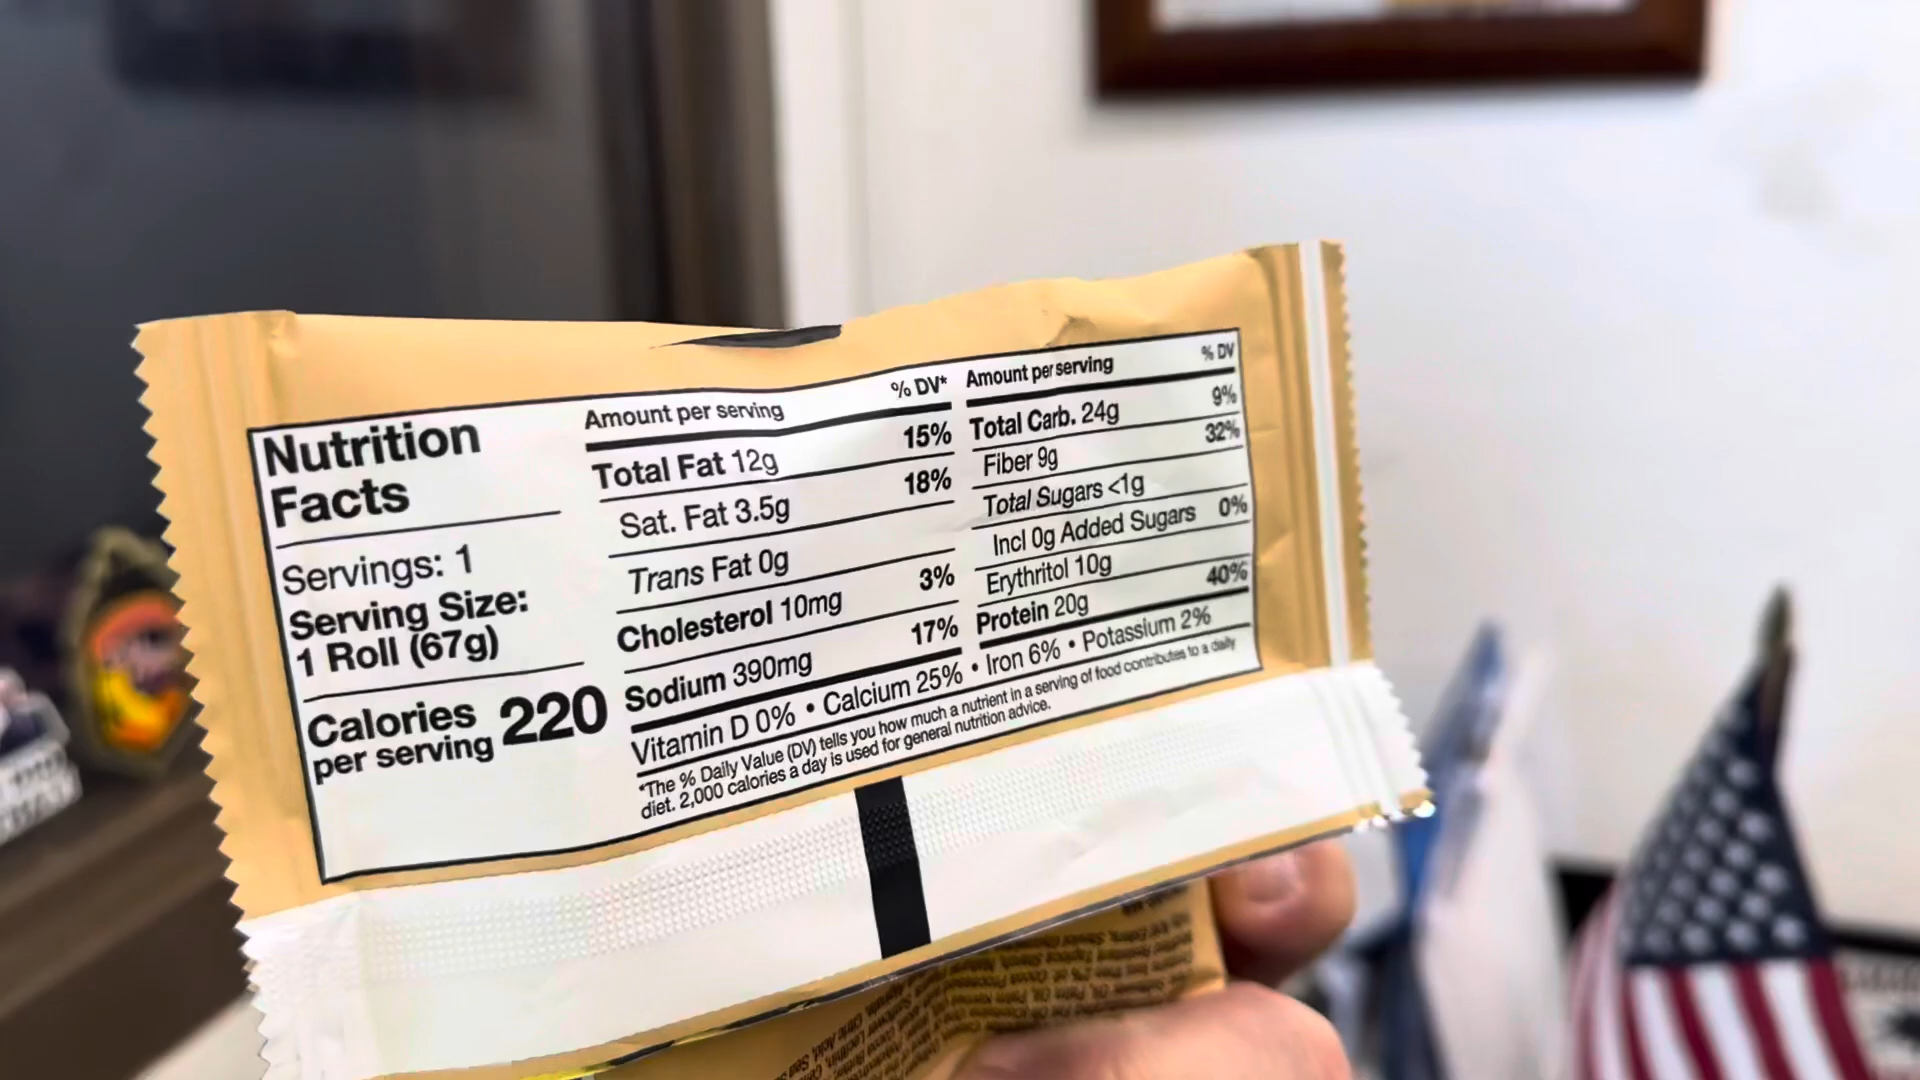 Nutrition
Facts
Servings: 1
Serving Size:
1 Roll (67g)
Calories
per serving
220
Amount per serving % DV*
Total Fat 12g 15%
Sat. Fat 3.5g 18%
Trans Fat 0g
Cholesterol 10mg 3%
Sodium 390mg 17%
Amount per serving % DV
Total Carb. 24g 9%
Fiber 9g 32%
Total Sugars <1g
Incl 0g Added Sugars 0%
Erythritol 10g
Protein 20g 40%
Vitamin D 0% • Calcium 25% • Iron 6% • Potassium 2%
*The % Daily Value (DV) tells you how much a nutrient in a serving of food contributes to a daily
diet. 2,000 calories a day is used for general nutrition advice.